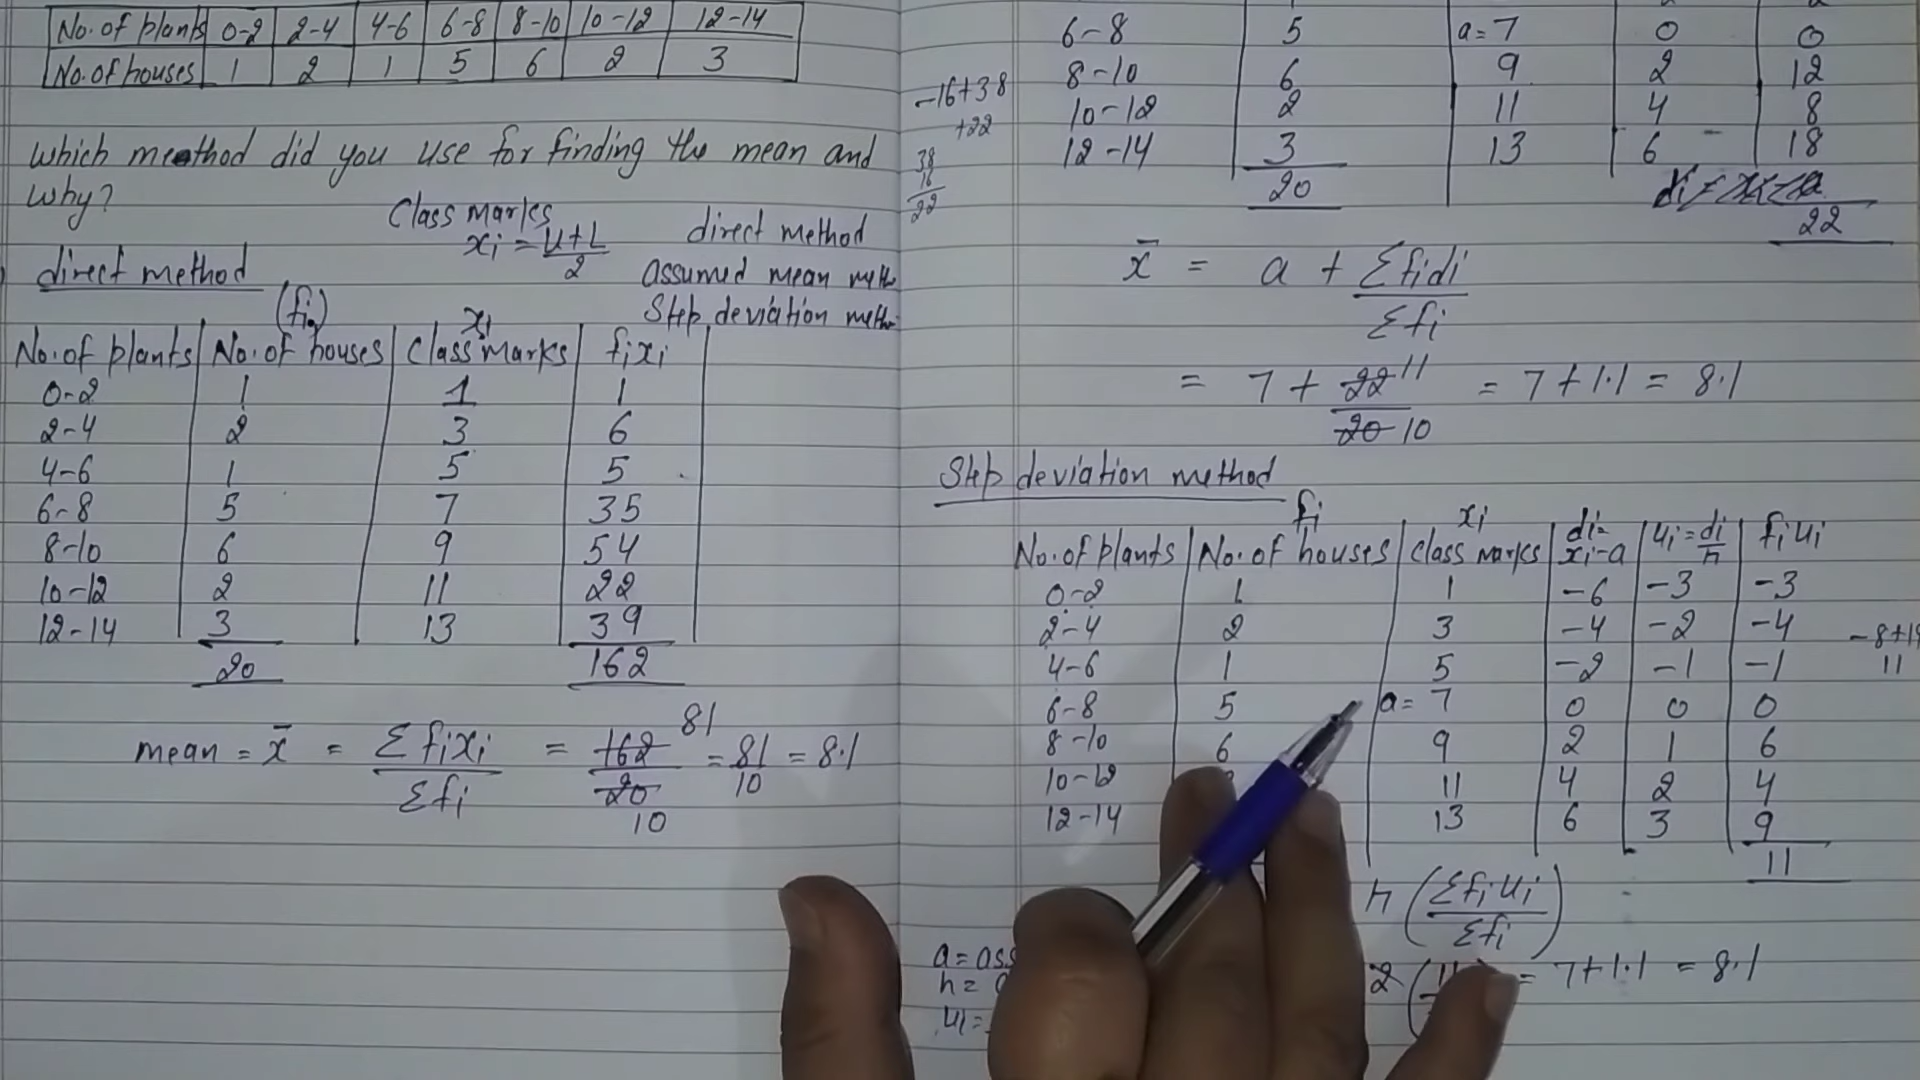 No. of plants 0-2 2-4 4-6 6-8 8-10 10-12 12-14
No. of houses 1 2 1 5 6 2 3
Which meathod did you use for finding the mean and
Why?
Class marks
xi = U+L
2
direct method
assumed mean meth
Step deviation meth
direct method
(fi) xi
No. of plants No. of houses class marks fixi
0-2 1 1 1
2-4 2 3 6
4-6 1 5 5
6-8 5 7 35
8-10 6 9 54
10-12 2 11 22
12-14 3 13 39
20 162
mean = x̄ = Σfixi = 162 81 = 81 = 8.1
Σfi 20 10
10
-16+38
+22
38
16
22
6-8 5 a=7 0 0
8-10 6 9 2 12
10-12 2 11 4 8
12-14 3 13 6 18
20 di = xi - a
22
x̄ = a + Σfidi
Σfi
= 7 + 22 11 = 7+1.1 = 8.1
20 10
Step deviation method
fi xi
No. of plants No. of houses class marks di= xi-a ui = di/h fiui
0-2 1 1 -6 -3 -3
2-4 2 3 -4 -2 -4
4-6 1 5 -2 -1 -1
6-8 5 a= 7 0 0 0
8-10 6 9 2 1 6
10-12 11 4 2 4
12-14 13 6 3 9
11
-8+19
11
h (Σfiui)
Σfi
a = ass
h =
ui =
2 (11 = 7+1.1 = 8.1